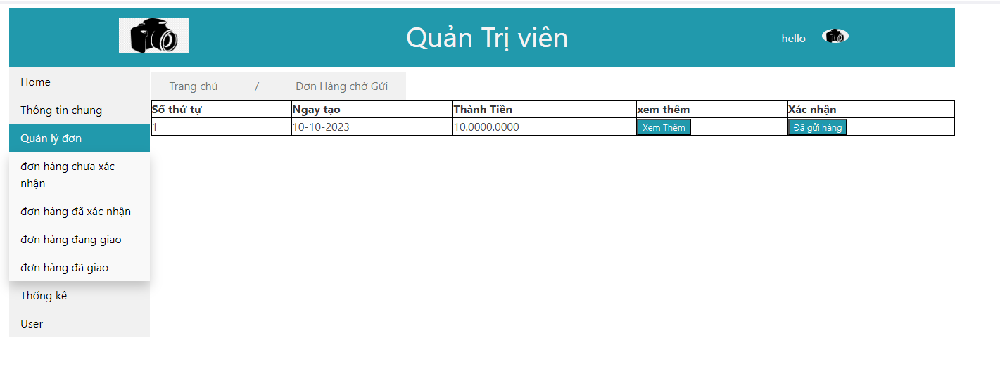 Quản Trị viên
hello
Home
Thông tin chung
Quản lý đơn
đơn hàng chưa xác
nhận
đơn hàng đã xác nhận
đơn hàng đang giao
đơn hàng đã giao
Thống kê
User
Trang chủ / Đơn Hàng chờ Gửi
Số thứ tự Ngay tạo Thành Tiền xem thêm Xác nhận
1 10-10-2023 10.0000.0000 Xem Thêm Đã gửi hàng